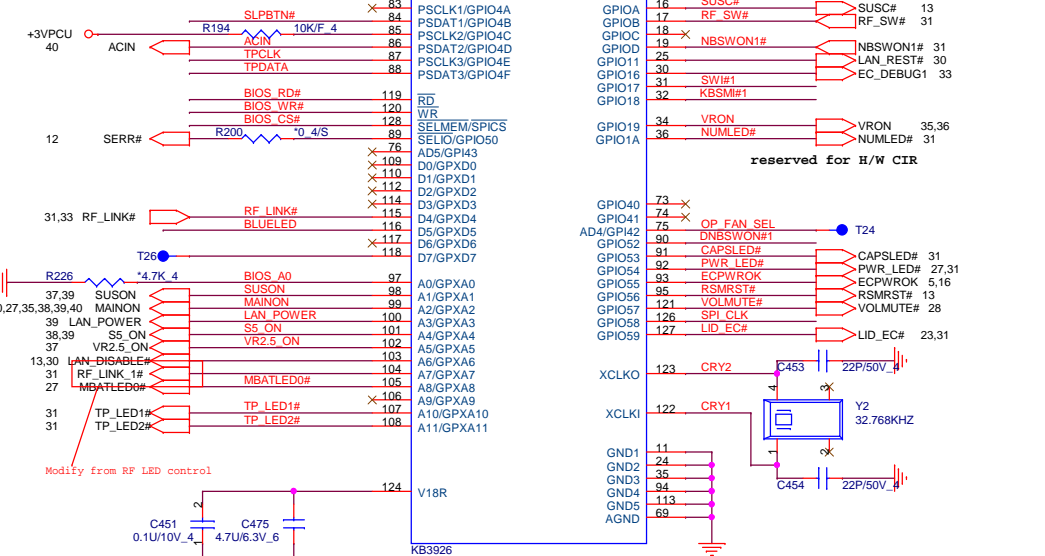 83 PSCLK1/GPIO4A GPIOA 16 SUSC# SUSC# 13
SLPBTN# 84 PSDAT1/GPIO4B GPIOB 17 RF_SW# RF_SW# 31
+3VPCU R194 10K/F_4 85 PSCLK2/GPIO4C GPIOC 18
40 ACIN ACIN 86 PSDAT2/GPIO4D GPIOD 19 NBSWON1# NBSWON1# 31
TPCLK 87 PSCLK3/GPIO4E GPIO11 25 LAN_REST# 30
TPDATA 88 PSDAT3/GPIO4F GPIO16 30 EC_DEBUG1 33
GPIO17 31 SWI#1
BIOS_RD# 119 RD GPIO18 32 KBSMI#1
BIOS_WR# 120 WR
BIOS_CS# 128 SELMEM/SPICS GPIO19 34 VRON VRON 35,36
12 SERR# R200 *0_4/S 89 SELIO/GPIO50 GPIO1A 36 NUMLED# NUMLED# 31
76 AD5/GPI43
109 D0/GPXD0 reserved for H/W CIR
110 D1/GPXD1
112 D2/GPXD2
114 D3/GPXD3 GPIO40 73
31,33 RF_LINK# RF_LINK# 115 D4/GPXD4 GPIO41 74
BLUELED 116 D5/GPXD5 AD4/GPI42 75 OP_FAN_SEL T24
117 D6/GPXD6 GPIO52 90 DNBSWON#1
T26 118 D7/GPXD7 GPIO53 91 CAPSLED# CAPSLED# 31
GPIO54 92 PWR_LED# PWR_LED# 27,31
R226 *4.7K_4 BIOS_A0 97 A0/GPXA0 GPIO55 93 ECPWROK ECPWROK 5,16
37,39 SUSON SUSON 98 A1/GPXA1 GPIO56 95 RSMRST# RSMRST# 13
0,27,35,38,39,40 MAINON MAINON 99 A2/GPXA2 GPIO57 121 VOLMUTE# VOLMUTE# 28
39 LAN_POWER LAN_POWER 100 A3/GPXA3 GPIO58 126 SPI_CLK
38,39 S5_ON S5_ON 101 A4/GPXA4 GPIO59 127 LID_EC# LID_EC# 23,31
37 VR2.5_ON VR2.5_ON 102 A5/GPXA5
13,30 LAN_DISABLE# 103 A6/GPXA6 C453 22P/50V_4
31 RF_LINK_1# 104 A7/GPXA7 XCLKO 123 CRY2
27 MBATLED0# MBATLED0# 105 A8/GPXA8 4 3
106 A9/GPXA9
31 TP_LED1# TP_LED1# 107 A10/GPXA10 XCLKI 122 CRY1 Y2
31 TP_LED2# TP_LED2# 108 A11/GPXA11 32.768KHZ
1 2
GND1 11
GND2 24
Modify from RF LED control GND3 35
124 V18R GND4 94 C454 22P/50V_4
GND5 113
2 AGND 69
C451 C475
0.1U/10V_4 4.7U/6.3V_6
1
KB3926